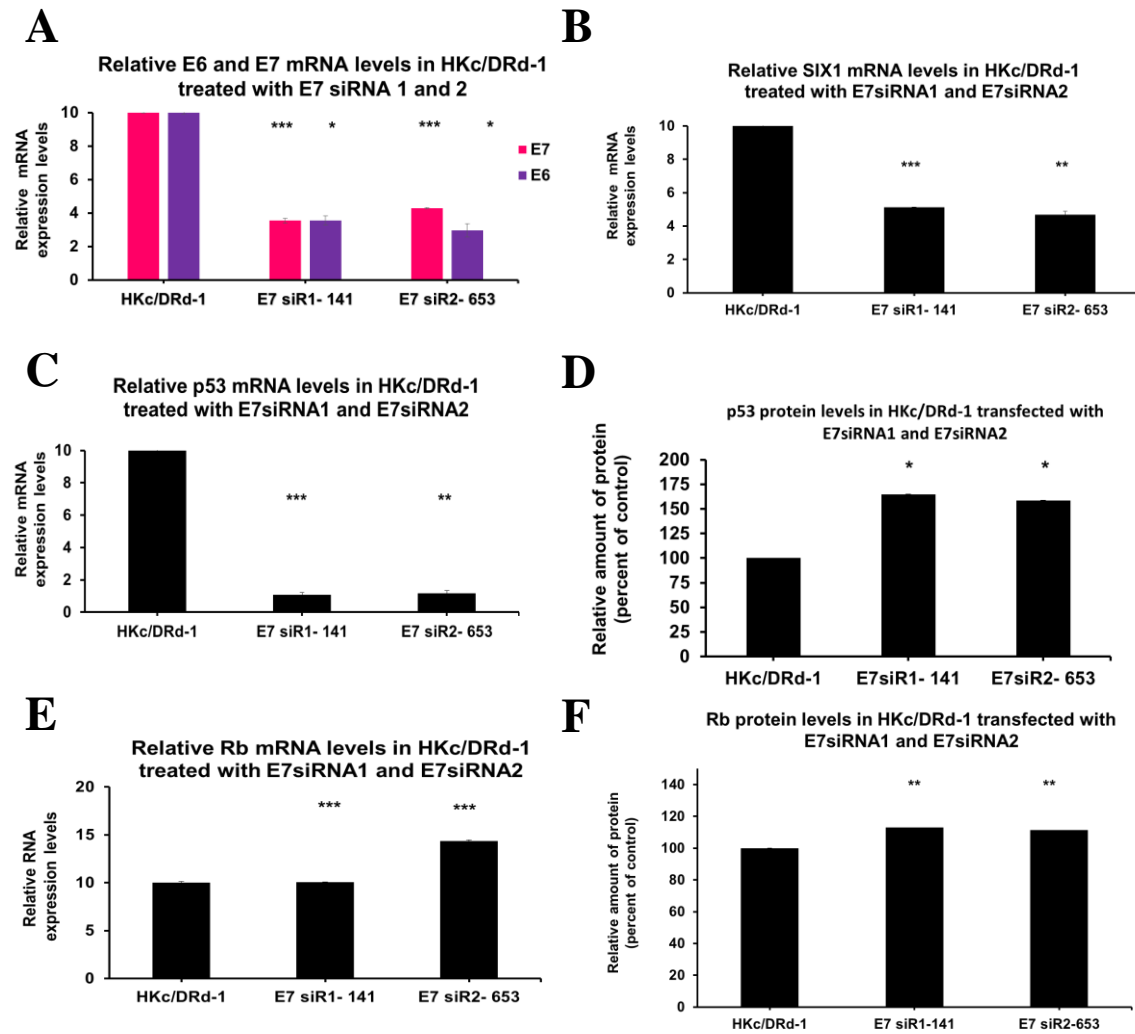 A
Relative E6 and E7 mRNA levels in HKc/DRd-1
treated with E7 siRNA 1 and 2
Relative mRNA
expression levels
10
8
6
4
2
0
*** * *** *
E7
E6
HKc/DRd-1 E7 siR1- 141 E7 siR2- 653
B
Relative SIX1 mRNA levels in HKc/DRd-1
treated with E7siRNA1 and E7siRNA2
Relative mRNA
expression levels
10
8
6
4
2
0
*** **
HKc/DRd-1 E7 siR1- 141 E7 siR2- 653
C
Relative p53 mRNA levels in HKc/DRd-1
treated with E7siRNA1 and E7siRNA2
Relative mRNA
expression levels
10
8
6
4
2
0
*** **
HKc/DRd-1 E7 siR1- 141 E7 siR2- 653
D
p53 protein levels in HKc/DRd-1 transfected with
E7siRNA1 and E7siRNA2
Relative amount of protein
(percent of control)
200
175
150
125
100
75
50
25
0
* *
HKc/DRd-1 E7siR1- 141 E7siR2- 653
E
Relative Rb mRNA levels in HKc/DRd-1
treated with E7siRNA1 and E7siRNA2
Relative RNA
expression levels
20
15
10
5
0
*** ***
HKc/DRd-1 E7 siR1- 141 E7 siR2- 653
F
Rb protein levels in HKc/DRd-1 transfected with
E7siRNA1 and E7siRNA2
Relative amount of protein
(percent of control)
140
120
100
80
60
40
20
0
** **
HKc/DRd-1 E7 siR1-141 E7 siR2-653